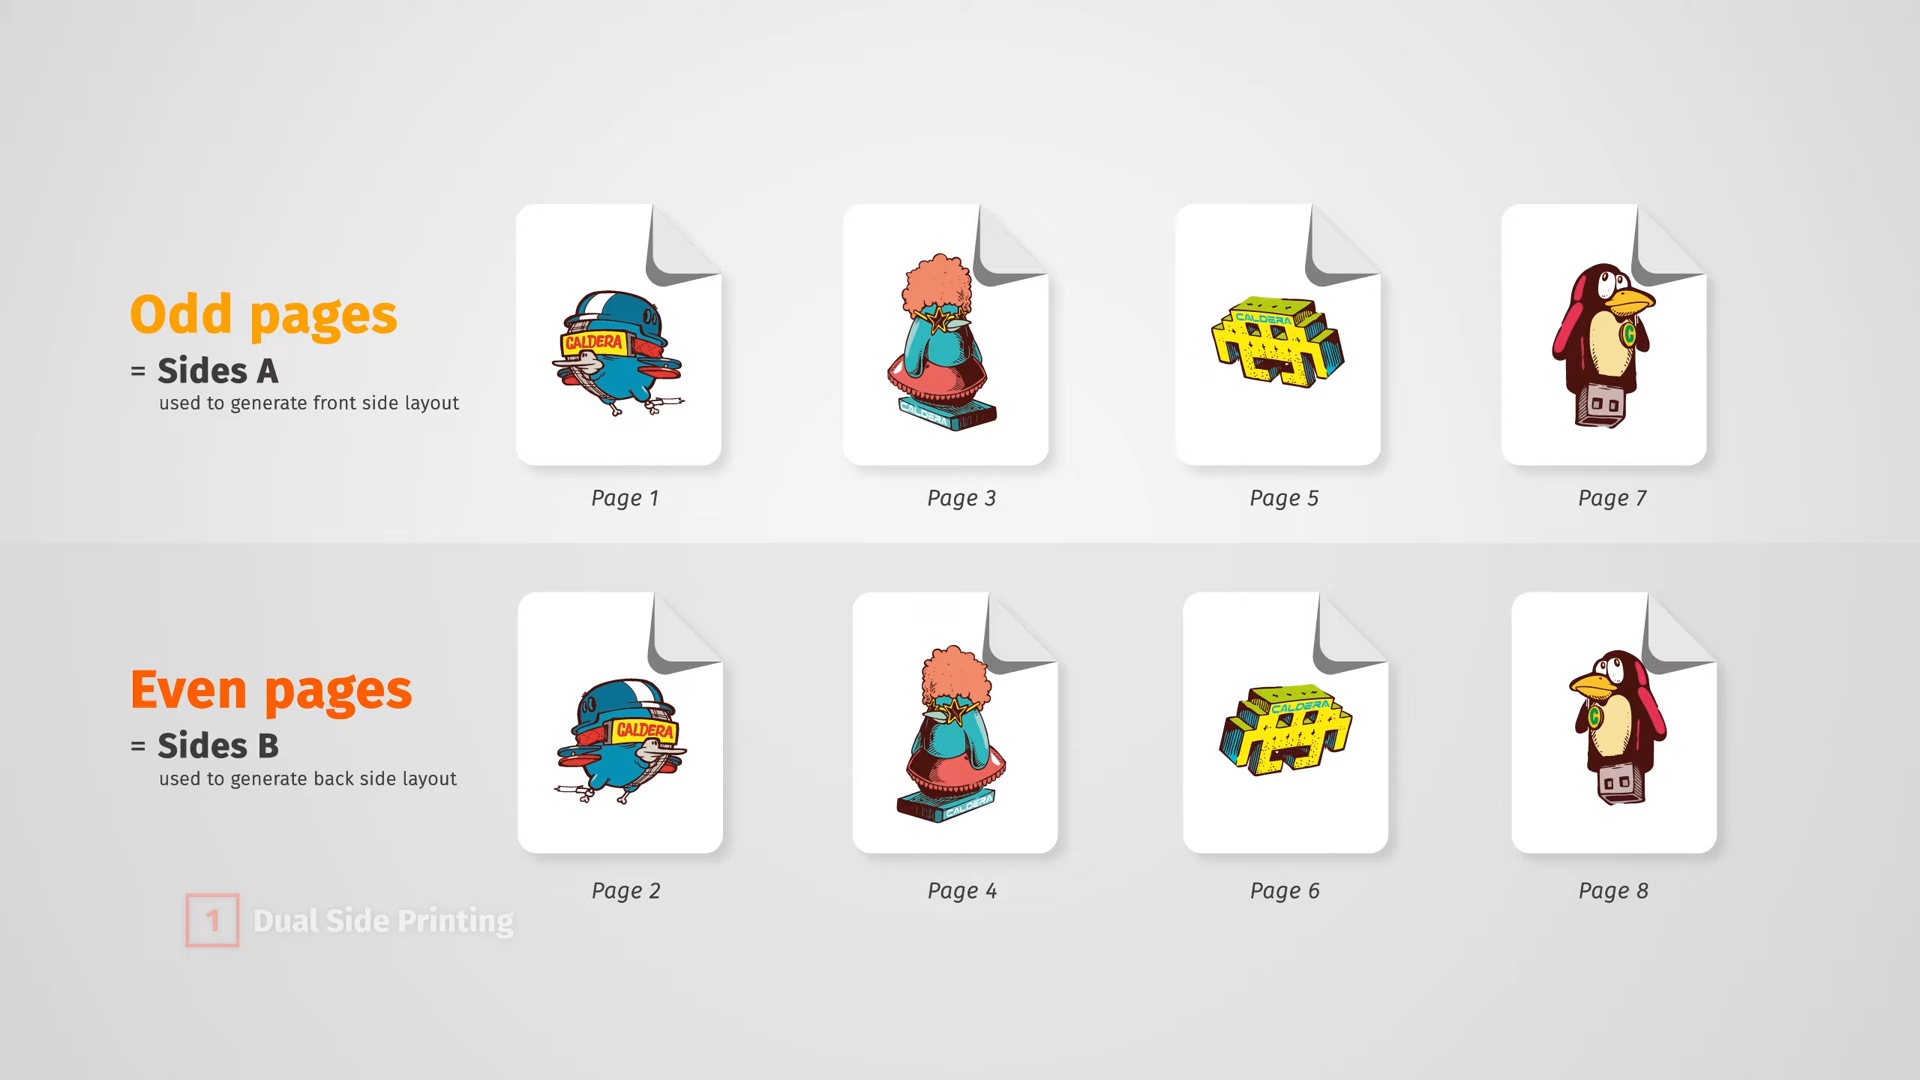 Odd pages
= Sides A
used to generate front side layout
CALDERA
CALDERA
CALDERA
C
Page 1
Page 3
Page 5
Page 7
Even pages
= Sides B
used to generate back side layout
CALDERA
CALDERA
CALDERA
C
Page 2
Page 4
Page 6
Page 8
1 Dual Side Printing